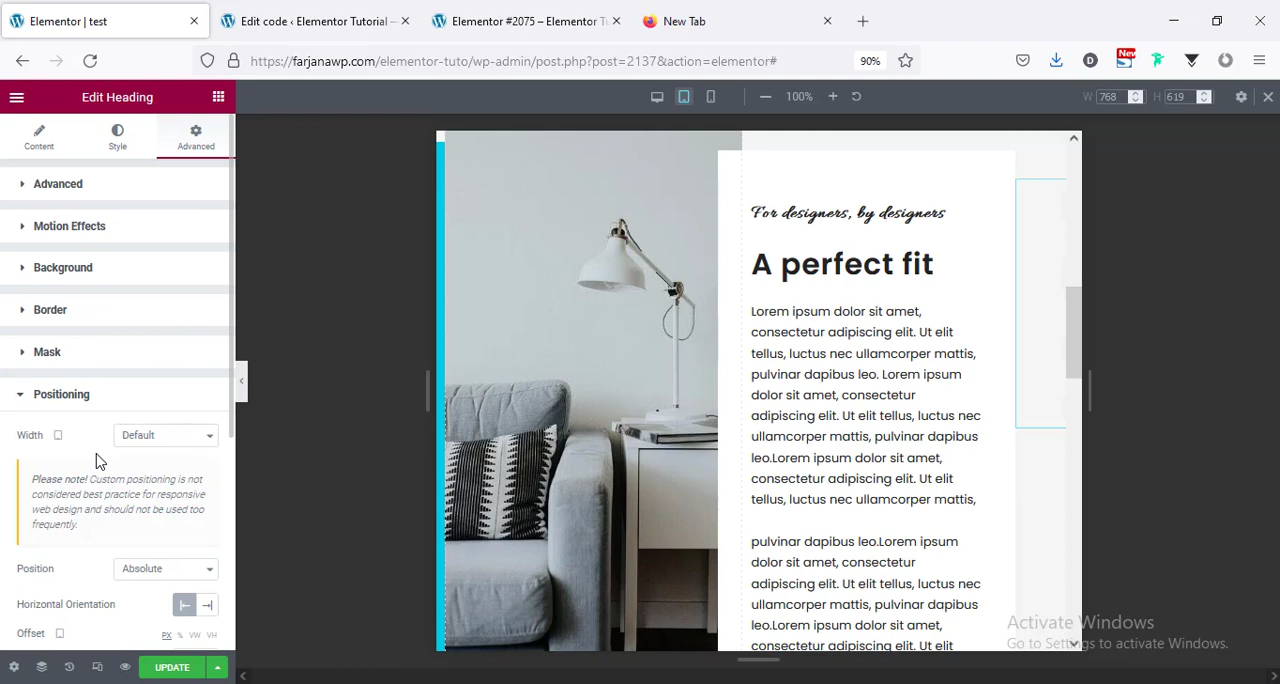 Elementor | test
Edit code ‹ Elementor Tutorial —
Elementor #2075 – Elementor Tu
New Tab
https://farjanawp.com/elementor-tuto/wp-admin/post.php?post=2137&action=elementor#
90%
New
Edit Heading
100%
W 768
H 619
Content
Style
Advanced
Advanced
Motion Effects
Background
Border
Mask
Positioning
Width
Default
Please note! Custom positioning is not
considered best practice for responsive
web design and should not be used too
frequently.
Position
Absolute
Horizontal Orientation
Offset
PX % VW VH
UPDATE
For designers, by designers
A perfect fit
Lorem ipsum dolor sit amet,
consectetur adipiscing elit. Ut elit
tellus, luctus nec ullamcorper mattis,
pulvinar dapibus leo. Lorem ipsum
dolor sit amet, consectetur
adipiscing elit. Ut elit tellus, luctus nec
ullamcorper mattis, pulvinar dapibus
leo.Lorem ipsum dolor sit amet,
consectetur adipiscing elit. Ut elit
tellus, luctus nec ullamcorper mattis,
pulvinar dapibus leo.Lorem ipsum
dolor sit amet, consectetur
adipiscing elit. Ut elit tellus, luctus nec
ullamcorper mattis, pulvinar dapibus
leo.Lorem ipsum dolor sit amet,
consectetur adipiscing elit. Ut elit
Activate Windows
Go to Settings to activate Windows.